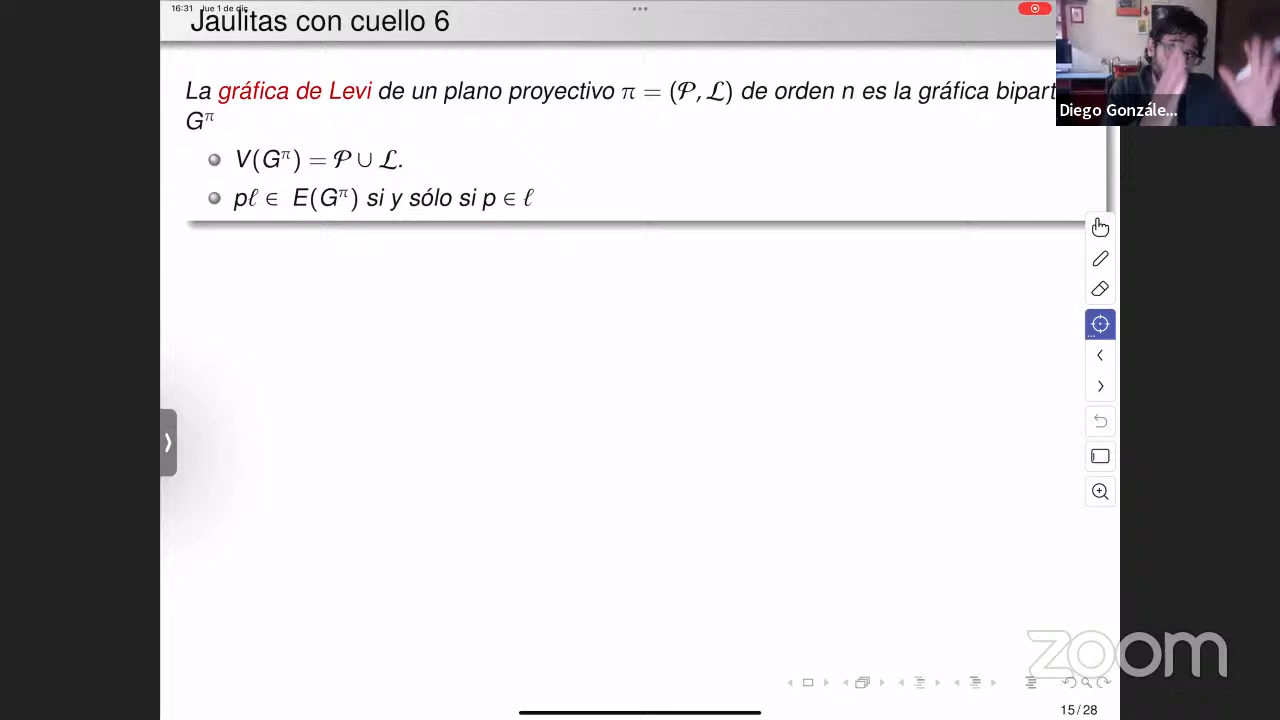 16:31 Jue 1 de dic
Jaulitas con cuello 6
La gráfica de Levi de un plano proyectivo π = (𝒫, ℒ) de orden n es la gráfica bipart
G^π
V(G^π) = 𝒫 ∪ ℒ.
pℓ ∈ E(G^π) si y sólo si p ∈ ℓ
Diego Gonzále...
zoom
15 / 28